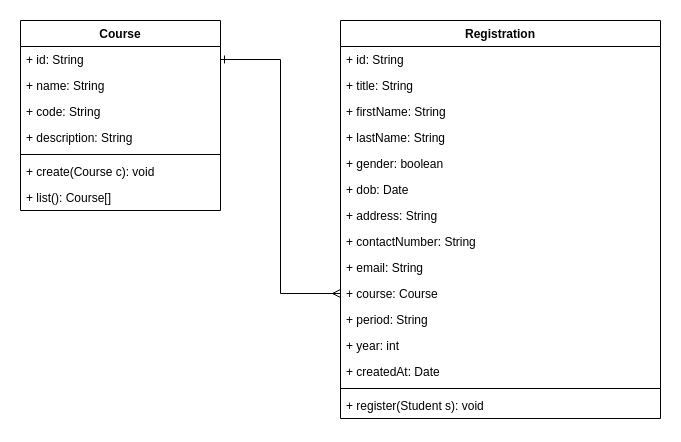 Course
+ id: String
+ name: String
+ code: String
+ description: String
+ create(Course c): void
+ list(): Course[]
Registration
+ id: String
+ title: String
+ firstName: String
+ lastName: String
+ gender: boolean
+ dob: Date
+ address: String
+ contactNumber: String
+ email: String
+ course: Course
+ period: String
+ year: int
+ createdAt: Date
+ register(Student s): void